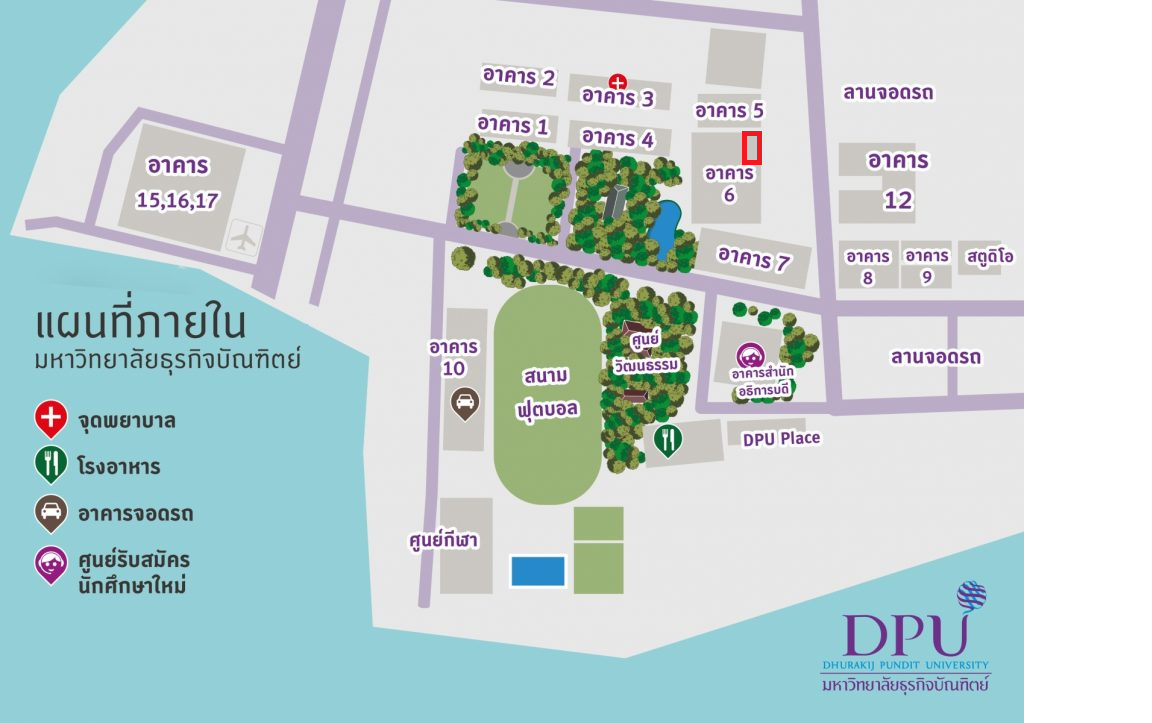 อาคาร 2
อาคาร 3
อาคาร 1
อาคาร 4
อาคาร 5
ลานจอดรถ
อาคาร
15,16,17
อาคาร
6
อาคาร
12
อาคาร 7
อาคาร
8
อาคาร
9
สตูดิโอ
แผนที่ภายใน
มหาวิทยาลัยธุรกิจบัณฑิตย์
อาคาร
10
สนาม
ฟุตบอล
ศูนย์
วัฒนธรรม
อาคารสำนัก
อธิการบดี
ลานจอดรถ
DPU Place
จุดพยาบาล
โรงอาหาร
อาคารจอดรถ
ศูนย์รับสมัคร
นักศึกษาใหม่
ศูนย์กีฬา
DPU
DHURAKIJ PUNDIT UNIVERSITY
มหาวิทยาลัยธุรกิจบัณฑิตย์